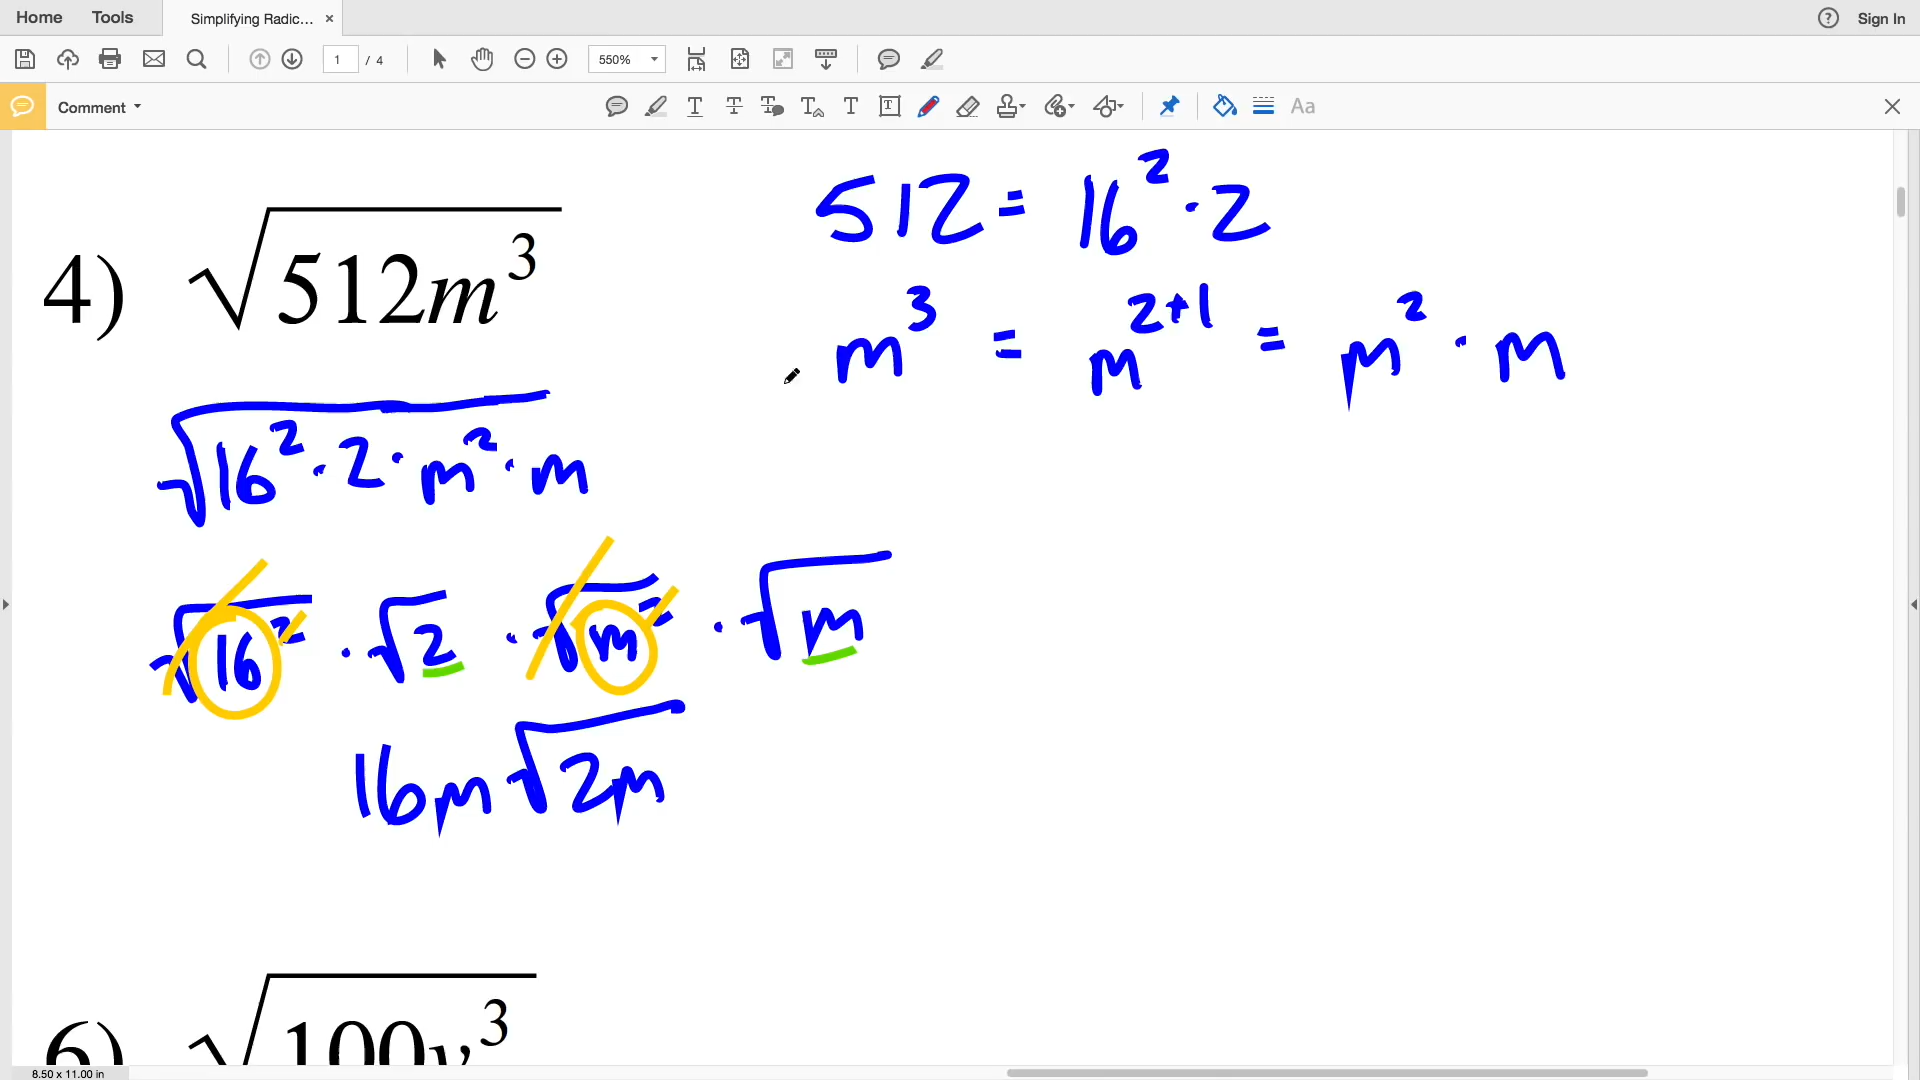 Home Tools Simplifying Radic... × ? Sign In
1 / 4 550%
Comment Aa
4) √512m³
512 = 16² · 2
m³ = m²⁺¹ = m² · m
√16² · 2 · m² · m
√16² · √2 · √m² · √m
16m√2m
6) √100v³
8.50 x 11.00 in